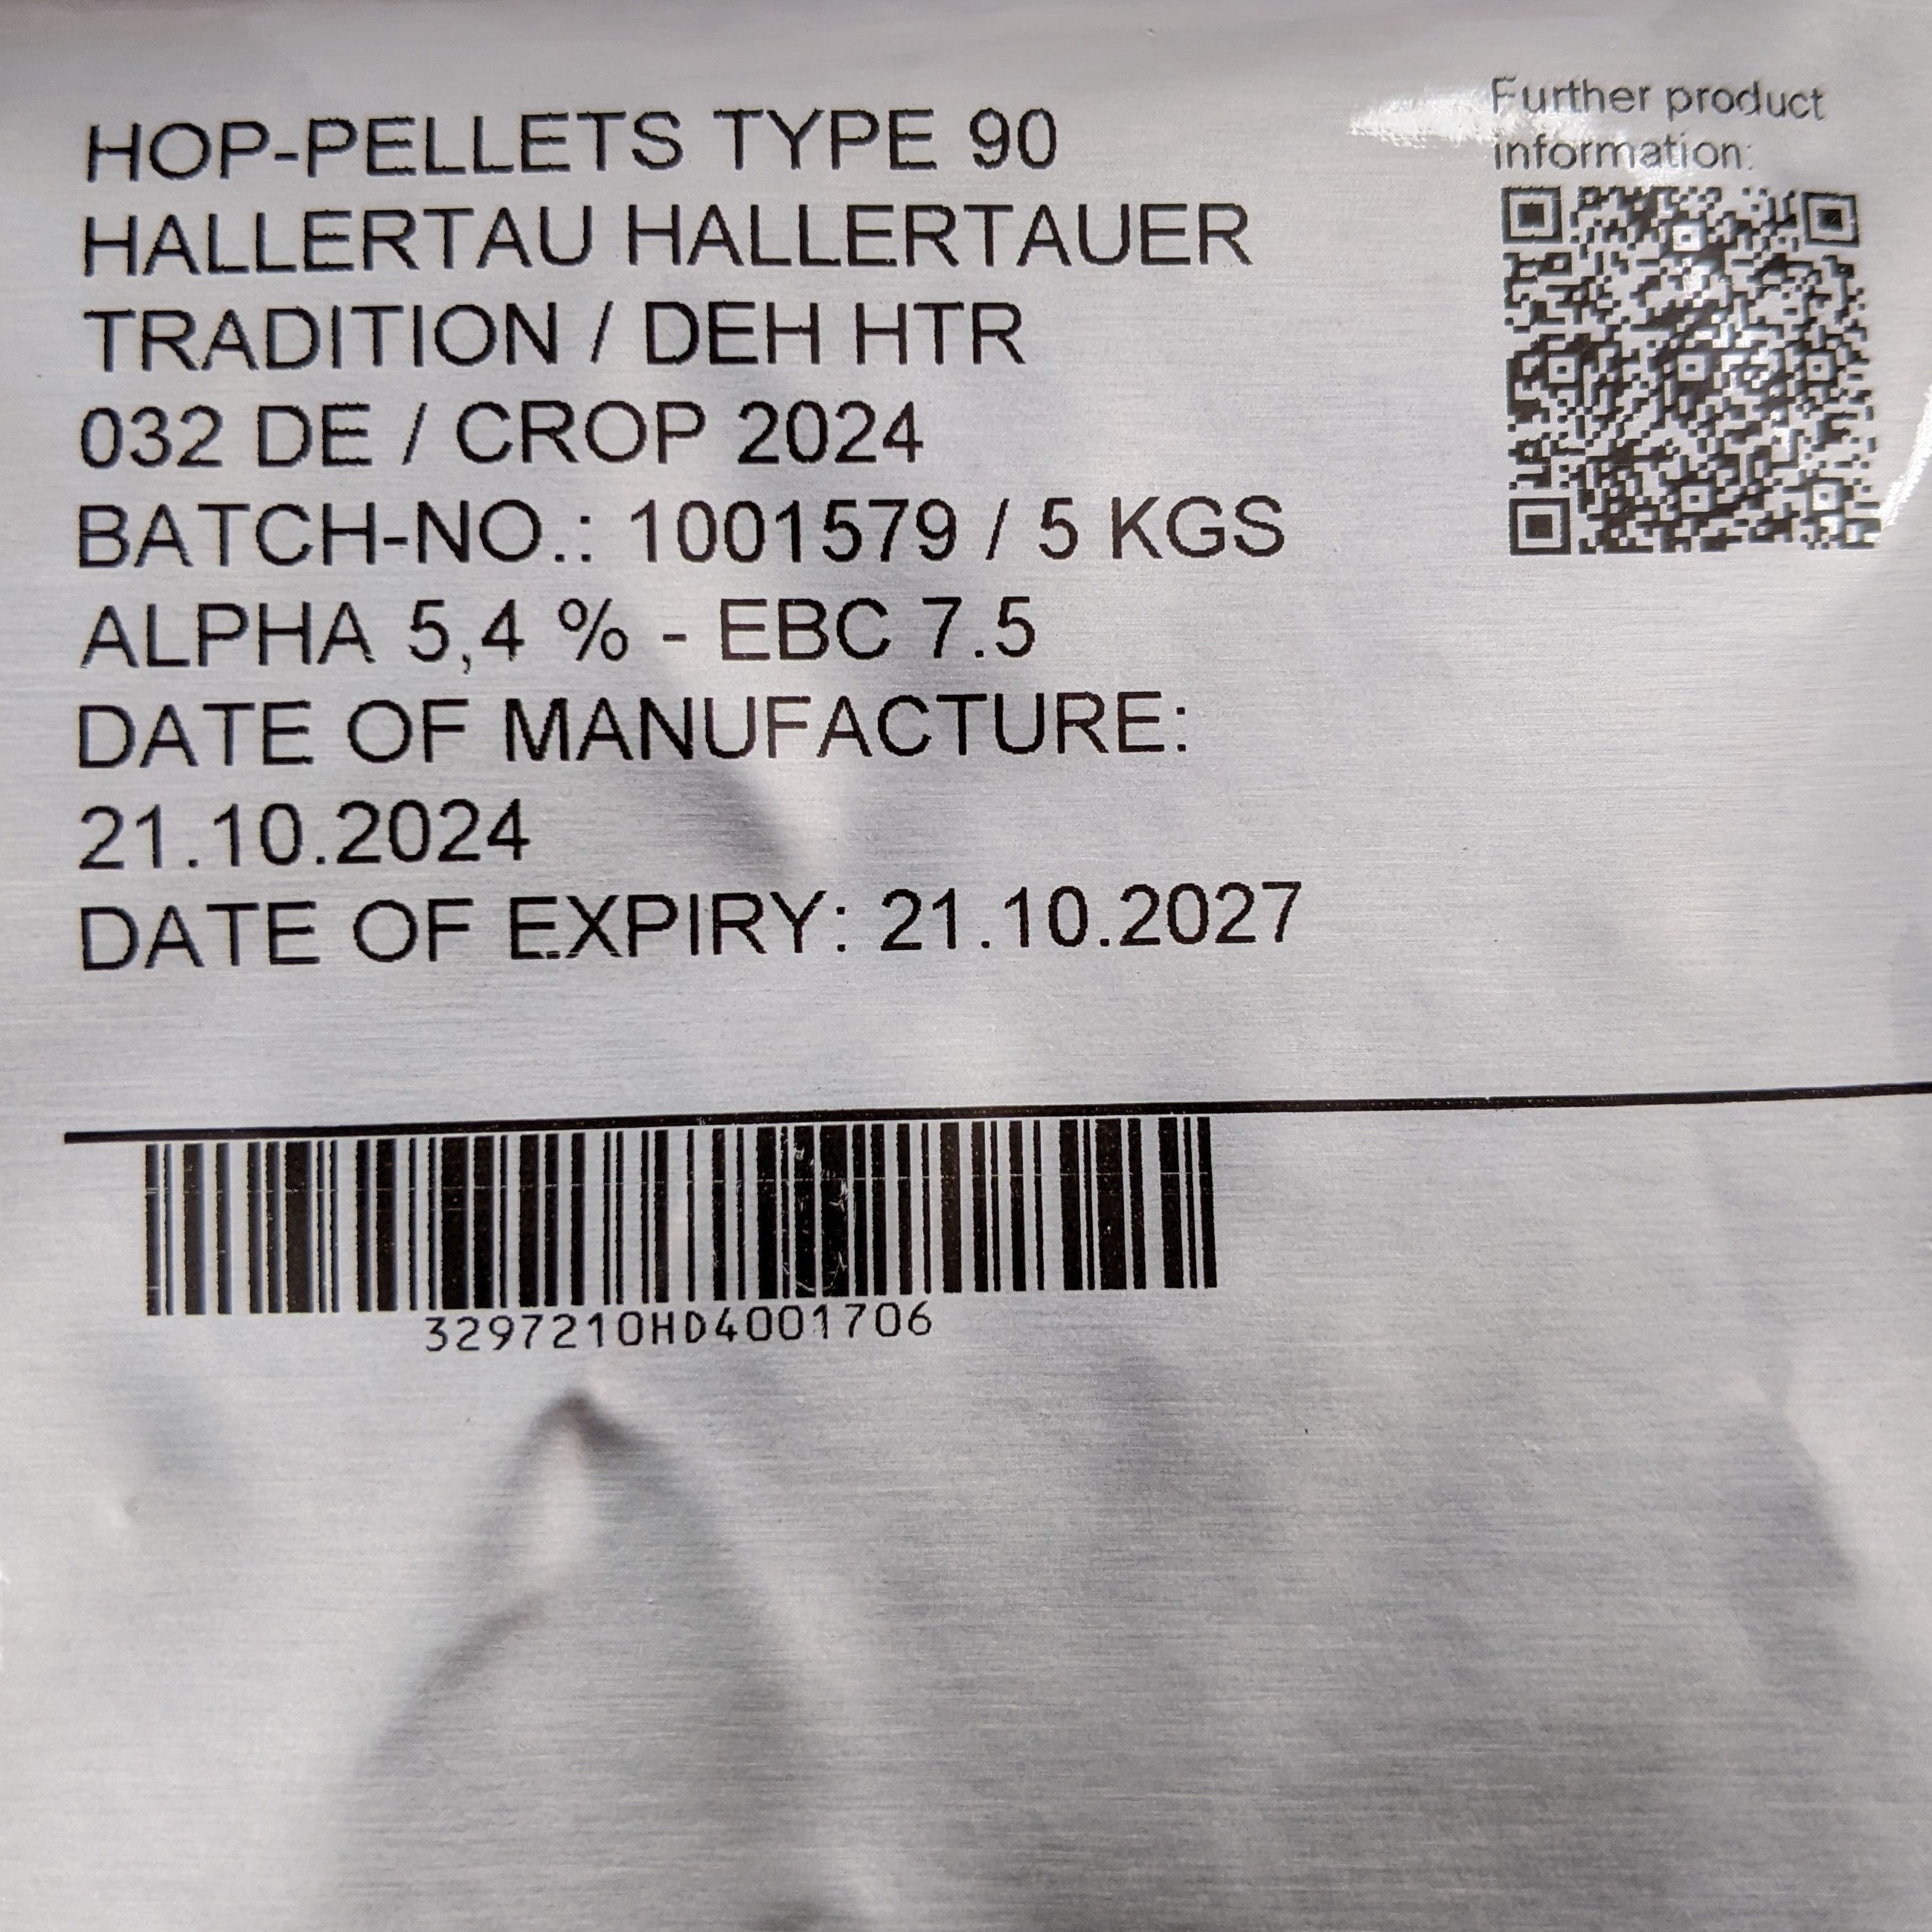 HOP-PELLETS TYPE 90
HALLERTAU HALLERTAUER
TRADITION / DEH HTR
032 DE / CROP 2024
BATCH-NO.: 1001579 / 5 KGS
ALPHA 5,4 % - EBC 7.5
DATE OF MANUFACTURE:
21.10.2024
DATE OF EXPIRY: 21.10.2027
Further product
information:
3297210HD4001706